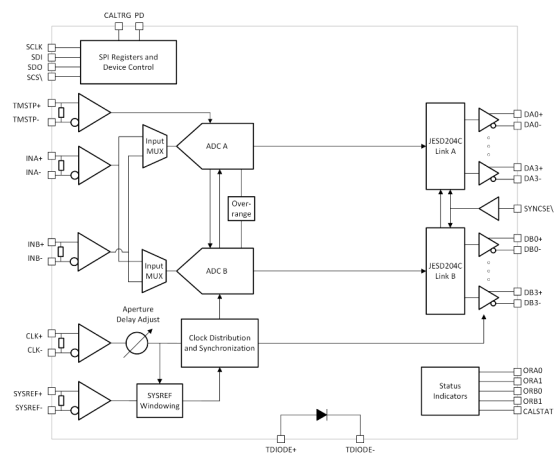 CALTRG PD
SCLK
SDI
SDO
SCS\
SPI Registers and
Device Control
TMSTP+
TMSTP-
INA+
INA-
Input
MUX
ADC A
JESD204C
Link A
DA0+
DA0-
DA3+
DA3-
Over-
range
SYNCSE\
INB+
INB-
Input
MUX
ADC B
JESD204C
Link B
DB0+
DB0-
DB3+
DB3-
Aperture
Delay Adjust
CLK+
CLK-
Clock Distribution
and Synchronization
SYSREF+
SYSREF-
SYSREF
Windowing
Status
Indicators
ORA0
ORA1
ORB0
ORB1
CALSTAT
TDIODE+
TDIODE-